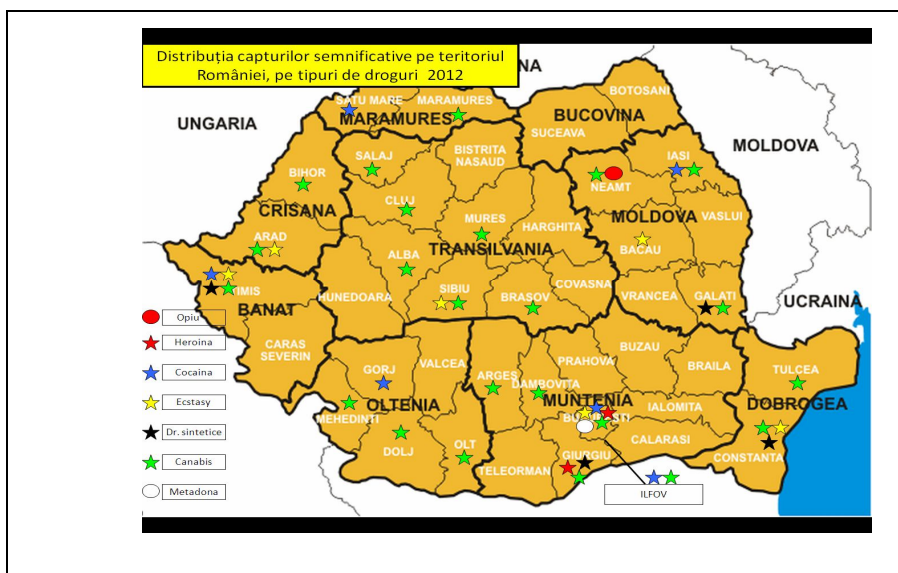 Distribuția capturilor semnificative pe teritoriul
României, pe tipuri de droguri 2012
NA
UNGARIA
SATU MARE
MARAMURES
MARAMURES
BOTOSANI
BUCOVINA
SUCEAVA
MOLDOVA
SALAJ
BISTRITA
NASAUD
IASI
NEAMT
BIHOR
CLUJ
CRISANA
MURES
HARGHITA
MOLDOVA
VASLUI
ARAD
ALBA
TRANSILVANIA
BACAU
TIMIS
HUNEDOARA
SIBIU
BRASOV
COVASNA
VRANCEA
GALATI
UCRAINA
BANAT
CARAS
SEVERIN
Opiu
Heroina
Cocaina
Ecstasy
Dr. sintetice
Canabis
Metadona
GORJ
VALCEA
ARGES
PRAHOVA
BUZAU
BRAILA
TULCEA
DAMBOVITA
MUNTENIA
OLTENIA
MEHEDINTI
IALOMITA
DOBROGEA
DOLJ
OLT
CALARASI
TELEORMAN
GIURGIU
CONSTANTA
ILFOV